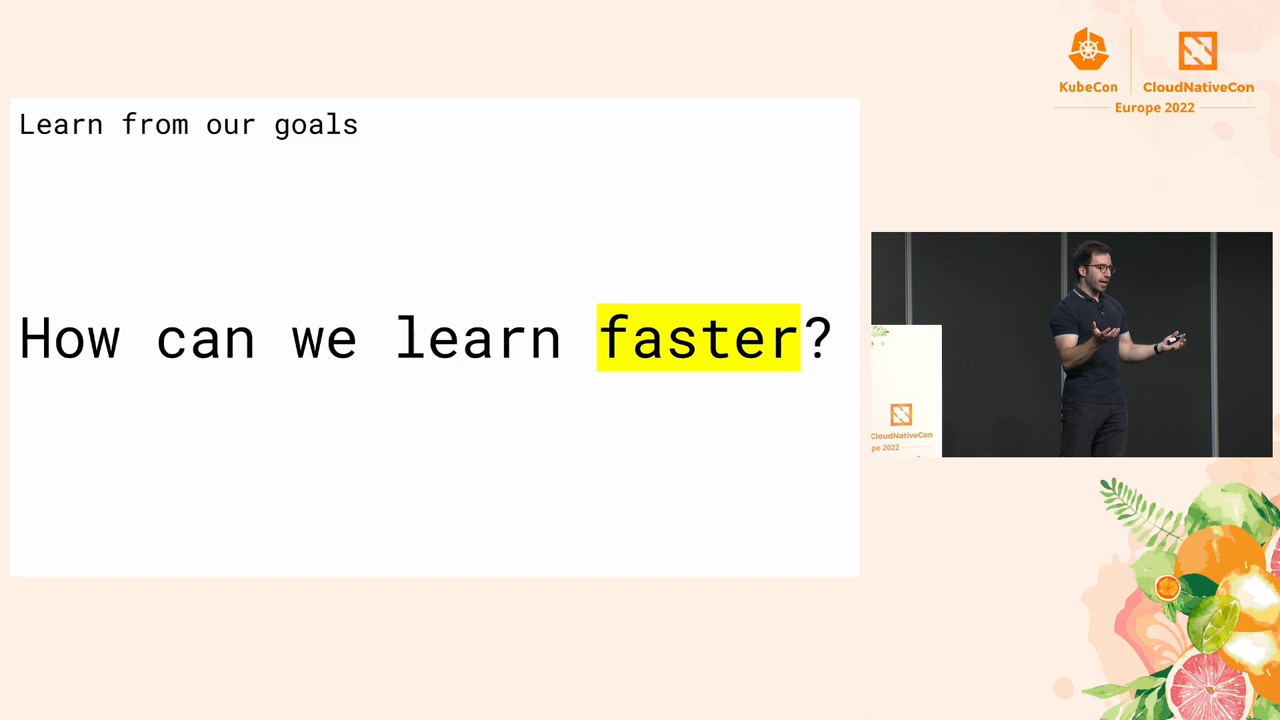 KubeCon
CloudNativeCon
Europe 2022
Learn from our goals
How can we learn faster?
CloudNativeCon
pe 2022